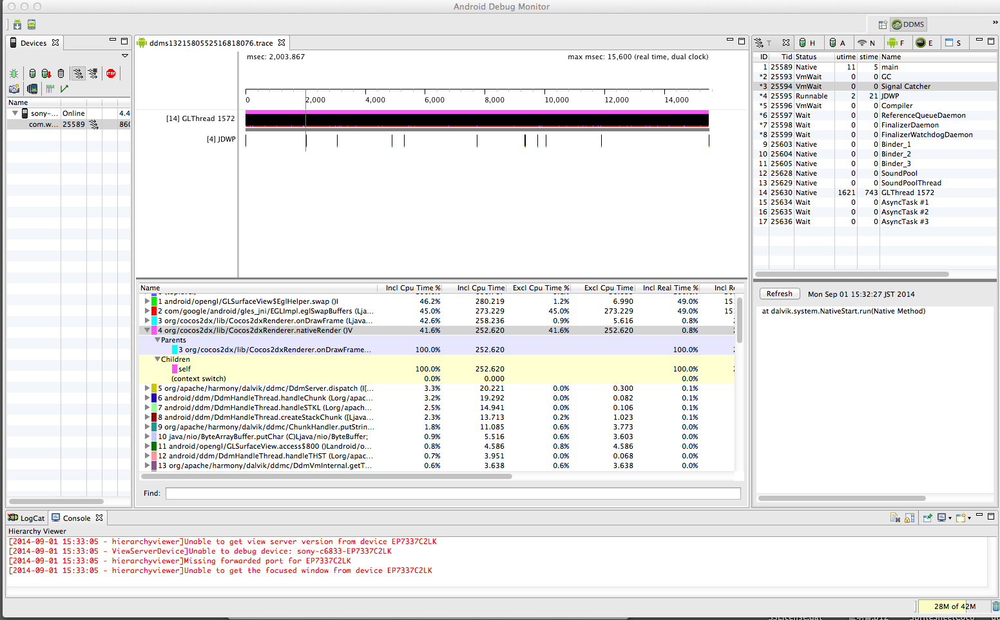 Android Debug Monitor
DDMS
»
Devices
Name
sony-... Online 4.4
com.w... 25589 860
ddms1321580552516818076.trace
msec: 2,003.867 max msec: 15,600 (real time, dual clock)
0 2,000 4,000 6,000 8,000 10,000 12,000 14,000
[14] GLThread 1572
[4] JDWP
Name Incl Cpu Time % Incl Cpu Time Excl Cpu Time % Excl Cpu Time Incl Real Time % Incl Re
1 android/opengl/GLSurfaceView$EglHelper.swap ()I 46.2% 280.219 1.2% 6.990 49.0% 15
2 com/google/android/gles_jni/EGLImpl.eglSwapBuffers (Ljava... 45.0% 273.229 45.0% 273.229 49.0% 15
3 org/cocos2dx/lib/Cocos2dxRenderer.onDrawFrame (Ljava... 42.6% 258.236 0.9% 5.616 0.8%
4 org/cocos2dx/lib/Cocos2dxRenderer.nativeRender ()V 41.6% 252.620 41.6% 252.620 0.8%
Parents
3 org/cocos2dx/lib/Cocos2dxRenderer.onDrawFrame... 100.0% 252.620 100.0%
Children
self 100.0% 252.620 100.0%
(context switch) 0.0% 0.000 0.0%
5 org/apache/harmony/dalvik/ddmc/DdmServer.dispatch (I[... 3.3% 20.221 0.0% 0.300 0.1%
6 android/ddm/DdmHandleThread.handleChunk (Lorg/apac... 3.2% 19.292 0.0% 0.082 0.1%
7 android/ddm/DdmHandleThread.handleSTKL (Lorg/apach... 2.5% 14.941 0.0% 0.106 0.1%
8 android/ddm/DdmHandleThread.createStackChunk ([Ljava... 2.3% 13.713 0.2% 1.023 0.1%
9 org/apache/harmony/dalvik/ddmc/ChunkHandler.putStrin... 1.8% 11.085 0.6% 3.773 0.0%
10 java/nio/ByteArrayBuffer.putChar (C)Ljava/nio/ByteBuffer; 0.9% 5.516 0.6% 3.603 0.0%
11 android/opengl/GLSurfaceView.access$800 ()Landroid/o... 0.8% 4.586 0.8% 4.586 0.0%
12 android/ddm/DdmHandleThread.handleTHST (Lorg/apac... 0.7% 3.951 0.0% 0.068 0.0%
13 org/apache/harmony/dalvik/ddmc/DdmVmInternal.getT... 0.6% 3.638 0.6% 3.638 0.0%
Find:
T H A N F E S
ID Tid Status utime stime Name
1 25589 Native 11 5 main
*2 25593 VmWait 0 0 GC
*3 25594 VmWait 0 0 Signal Catcher
*4 25595 Runnable 2 21 JDWP
*5 25596 VmWait 0 0 Compiler
*6 25597 Wait 0 0 ReferenceQueueDaemon
*7 25598 Wait 0 0 FinalizerDaemon
*8 25599 Wait 0 0 FinalizerWatchdogDaemon
9 25603 Native 0 0 Binder_1
10 25604 Native 0 0 Binder_2
11 25605 Native 0 0 Binder_3
12 25628 Native 0 0 SoundPool
13 25629 Native 0 0 SoundPoolThread
14 25630 Native 1621 743 GLThread 1572
15 25634 Wait 0 0 AsyncTask #1
16 25635 Wait 0 0 AsyncTask #2
17 25636 Wait 0 0 AsyncTask #3
Refresh Mon Sep 01 15:32:27 JST 2014
at dalvik.system.NativeStart.run(Native Method)
LogCat Console
Hierarchy Viewer
[2014-09-01 15:33:05 - hierarchyviewer]Unable to get view server version from device EP7337C2LK
[2014-09-01 15:33:05 - ViewServerDevice]Unable to debug device: sony-c6833-EP7337C2LK
[2014-09-01 15:33:05 - hierarchyviewer]Missing forwarded port for EP7337C2LK
[2014-09-01 15:33:05 - hierarchyviewer]Unable to get the focused window from device EP7337C2LK
28M of 42M